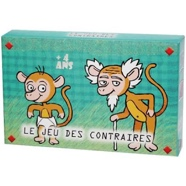 +4
ANS
LE JEU DES CONTRAIRES